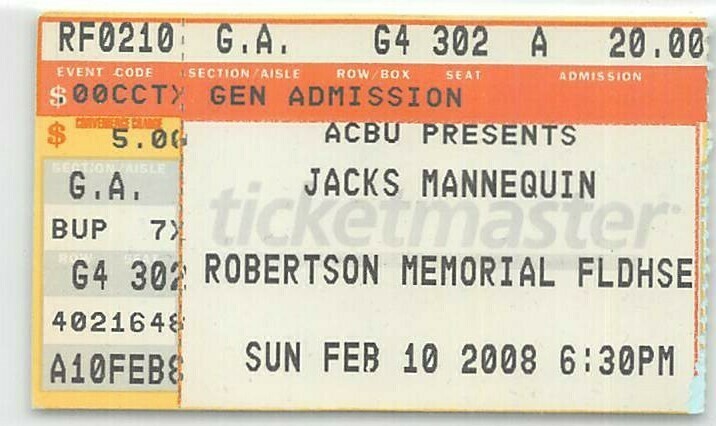 RF0210 G.A. G4 302 A 20.00
EVENT CODE SECTION/AISLE ROW/BOX SEAT ADMISSION
$ .00CCTX GEN ADMISSION
CONVENIENCE CHARGE
$ 5.00
ACBU PRESENTS
SECTION/AISLE
G.A.
JACKS MANNEQUIN
ticketmaster
BUP 7X
ROW SEAT
G4 302
ROBERTSON MEMORIAL FLDHSE
4021648
A10FEB8
SUN FEB 10 2008 6:30PM